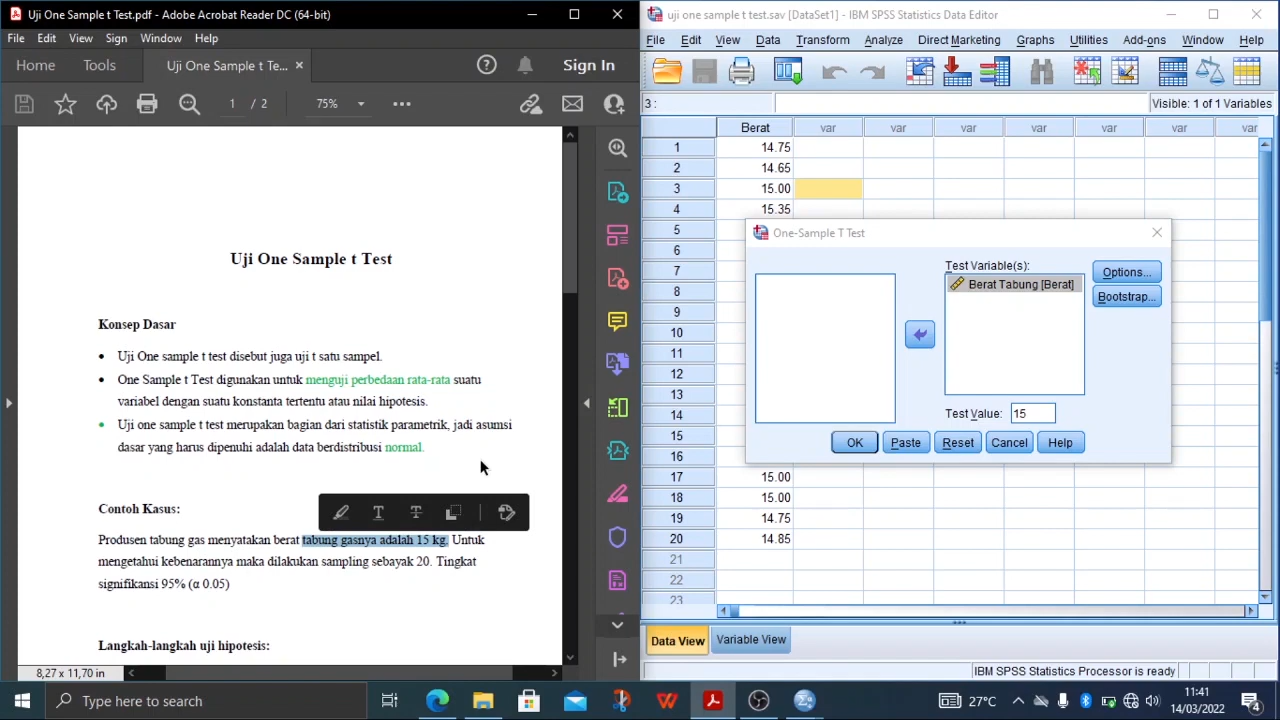 Uji One Sample t Test.pdf - Adobe Acrobat Reader DC (64-bit)
File Edit View Sign Window Help
Home Tools Uji One Sample t Te... × Sign In
1 / 2 75%
Uji One Sample t Test
Konsep Dasar
• Uji One sample t test disebut juga uji t satu sampel.
• One Sample t Test digunakan untuk menguji perbedaan rata-rata suatu
variabel dengan suatu konstanta tertentu atau nilai hipotesis.
• Uji one sample t test merupakan bagian dari statistik parametrik, jadi asumsi
dasar yang harus dipenuhi adalah data berdistribusi normal.
Contoh Kasus:
Produsen tabung gas menyatakan berat tabung gasnya adalah 15 kg. Untuk
mengetahui kebenarannya maka dilakukan sampling sebayak 20. Tingkat
signifikansi 95% (α 0.05)
Langkah-langkah uji hipotesis:
8,27 x 11,70 in
uji one sample t test.sav [DataSet1] - IBM SPSS Statistics Data Editor
File Edit View Data Transform Analyze Direct Marketing Graphs Utilities Add-ons Window Help
3 : Visible: 1 of 1 Variables
Berat var var var var var var var
1 14.75
2 14.65
3 15.00
4 15.35
5
6
7
8
9
10
11
12
13
14
15
16
17 15.00
18 15.00
19 14.75
20 14.85
21
22
23
One-Sample T Test
Test Variable(s):
Berat Tabung [Berat]
Options...
Bootstrap...
Test Value: 15
OK Paste Reset Cancel Help
Data View Variable View
IBM SPSS Statistics Processor is ready
Type here to search
27°C
11:41
14/03/2022
4